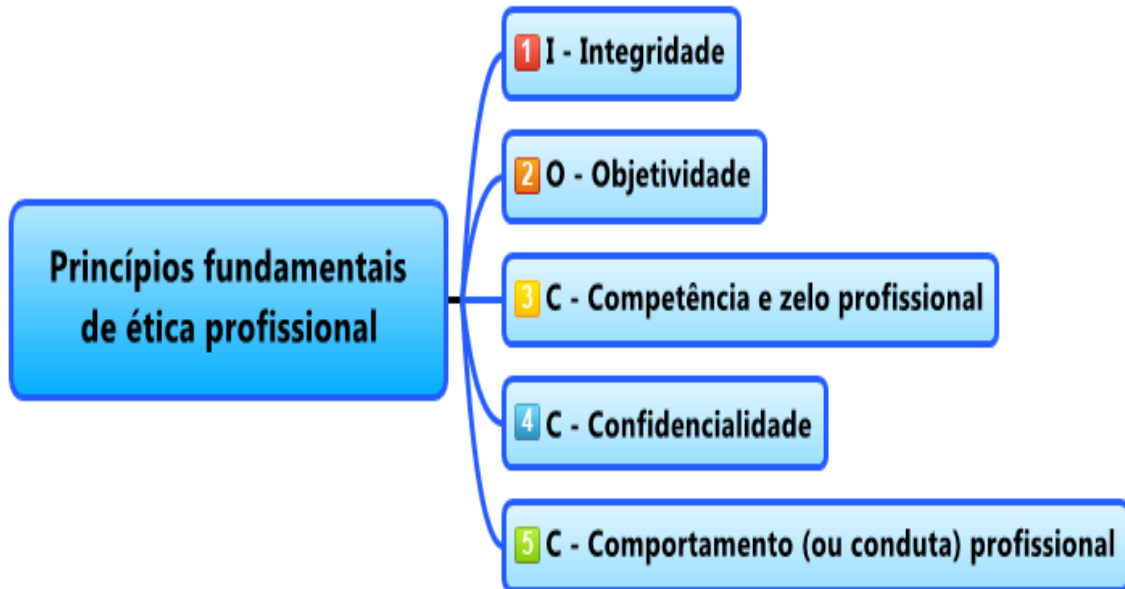 1 I - Integridade
2 O - Objetividade
Princípios fundamentais
de ética profissional
3 C - Competência e zelo profissional
4 C - Confidencialidade
5 C - Comportamento (ou conduta) profissional